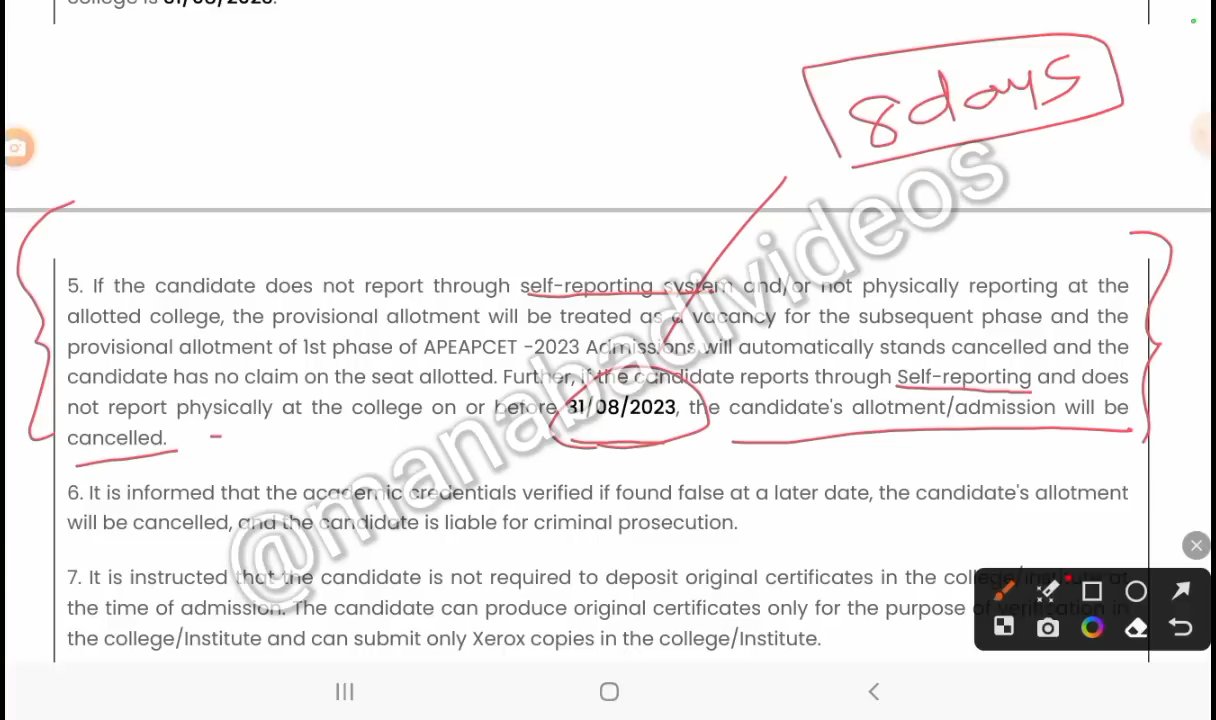 college is 31/08/2023.
8days
5. If the candidate does not report through self-reporting system and/or not physically reporting at the
allotted college, the provisional allotment will be treated as a vacancy for the subsequent phase and the
provisional allotment of 1st phase of APEAPCET -2023 Admissions will automatically stands cancelled and the
candidate has no claim on the seat allotted. Further, if the candidate reports through Self-reporting and does
not report physically at the college on or before 31/08/2023, the candidate's allotment/admission will be
cancelled.
6. It is informed that the academic credentials verified if found false at a later date, the candidate's allotment
will be cancelled, and the candidate is liable for criminal prosecution.
7. It is instructed that the candidate is not required to deposit original certificates in the college/Institute at
the time of admission. The candidate can produce original certificates only for the purpose of verification in
the college/Institute and can submit only Xerox copies in the college/Institute.
@manabadivideos